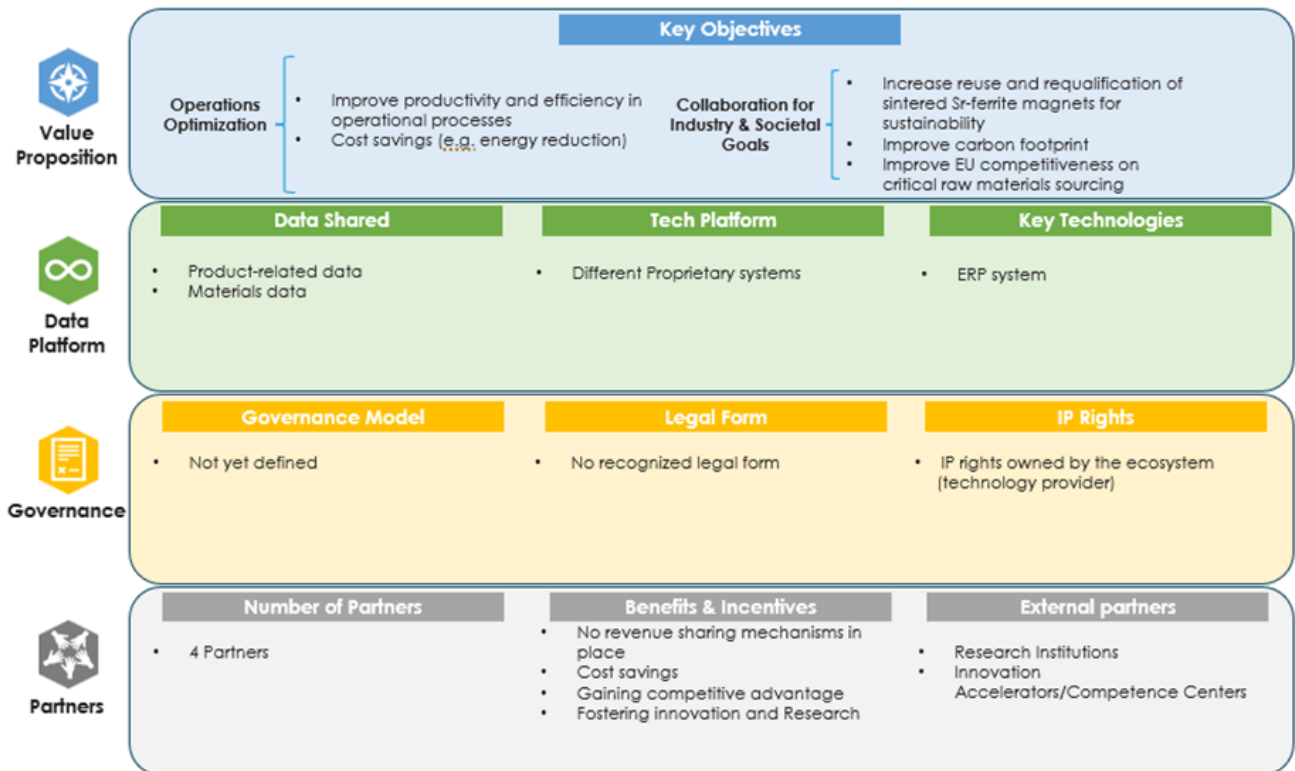 Key Objectives
Value
Proposition
Operations
Optimization
• Improve productivity and efficiency in
operational processes
• Cost savings (e.g. energy reduction)
Collaboration for
Industry & Societal
Goals
• Increase reuse and requalification of
sintered Sr-ferrite magnets for
sustainability
• Improve carbon footprint
• Improve EU competitiveness on
critical raw materials sourcing
Data
Platform
Data Shared
• Product-related data
• Materials data
Tech Platform
• Different Proprietary systems
Key Technologies
• ERP system
Governance
Governance Model
• Not yet defined
Legal Form
• No recognized legal form
IP Rights
• IP rights owned by the ecosystem
(technology provider)
Partners
Number of Partners
• 4 Partners
Benefits & Incentives
• No revenue sharing mechanisms in
place
• Cost savings
• Gaining competitive advantage
• Fostering innovation and Research
External partners
• Research Institutions
• Innovation
Accelerators/Competence Centers